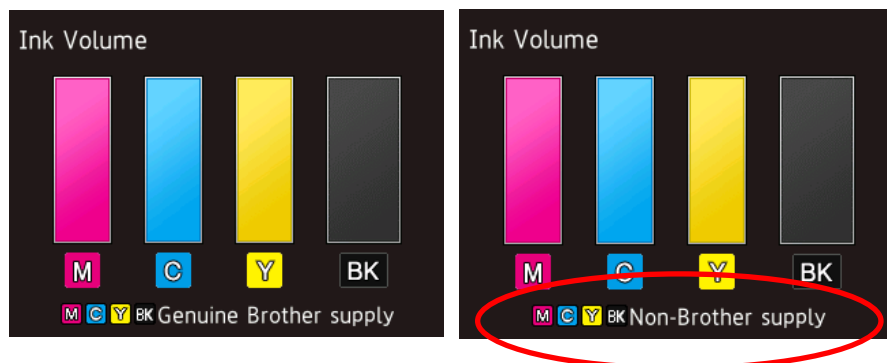 Ink Volume
M C Y BK
M C Y BK Genuine Brother supply
Ink Volume
M C Y BK
M C Y BK Non-Brother supply